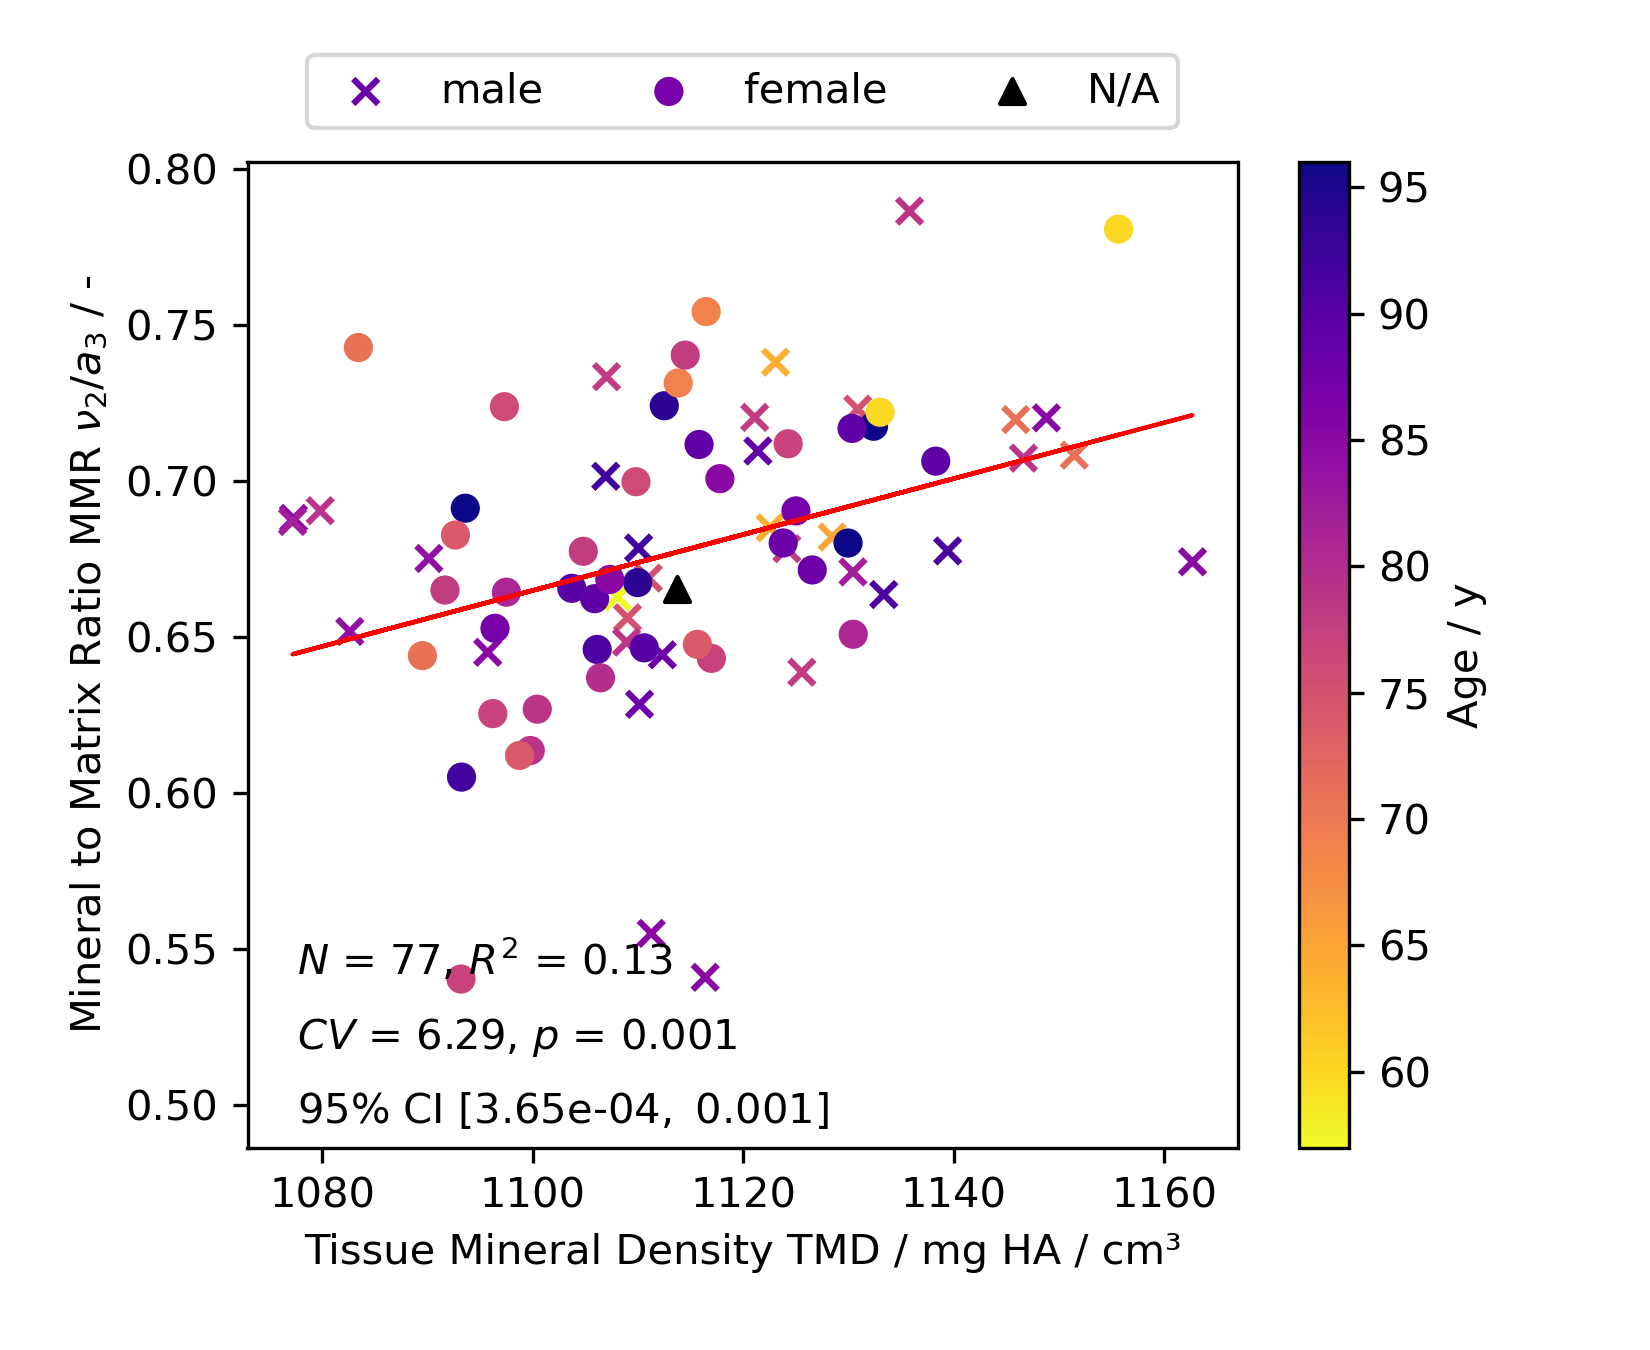 male female N/A
0.80
0.75
0.70
0.65
0.60
0.55
0.50
Mineral to Matrix Ratio MMR ν₂/a₃ / -
N = 77, R² = 0.13
CV = 6.29, p = 0.001
95% CI [3.65e-04, 0.001]
1080 1100 1120 1140 1160
Tissue Mineral Density TMD / mg HA / cm³
95
90
85
80
75
70
65
60
Age / y